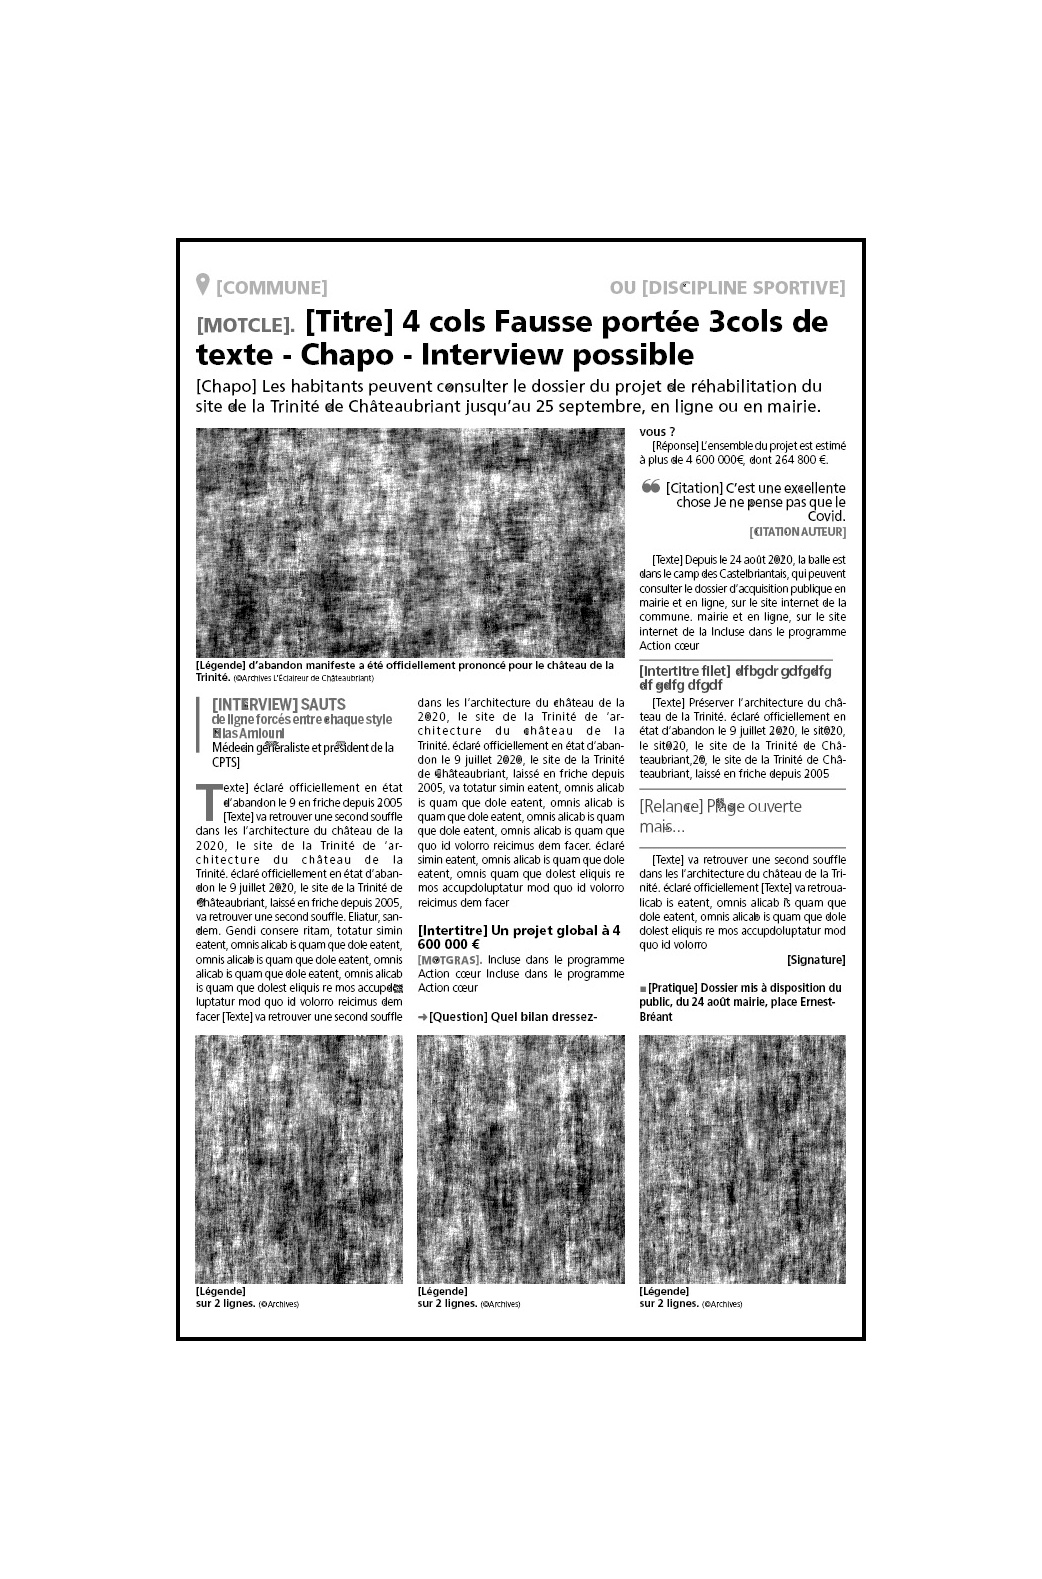 [COMMUNE]
OU [DISCIPLINE SPORTIVE]
[MOTCLE]. [Titre] 4 cols Fausse portée 3cols de
texte - Chapo - Interview possible
[Chapo] Les habitants peuvent consulter le dossier du projet de réhabilitation du
site de la Trinité de Châteaubriant jusqu’au 25 septembre, en ligne ou en mairie.
[Légende] d’abandon manifeste a été officiellement prononcé pour le château de la
Trinité. (©Archives L’Éclaireur de Châteaubriant)
[INTERVIEW] SAUTS
de ligne forcés entre chaque style
Amlouni
Médecin généraliste et président de la
CPTS]
Texte] éclaré officiellement en état
d’abandon le 9 en friche depuis 2005
[Texte] va retrouver une second souffle
dans les l’architecture du château de la
2020, le site de la Trinité de ’ar-
chitecture du château de la
Trinité. éclaré officiellement en état d’aban-
don le 9 juillet 2020, le site de la Trinité de
Châteaubriant, laissé en friche depuis 2005,
va retrouver une second souffle. Eliatur, san-
dem. Gendi consere ritam, totatur simin
eatent, omnis alicab is quam que dole eatent,
omnis alicab is quam que dole eatent, omnis
alicab is quam que dole eatent, omnis alicab
is quam que dolest eliquis re mos accupdo
luptatur mod quo id volorro reicimus dem
facer [Texte] va retrouver une second souffle
dans les l’architecture du château de la
2020, le site de la Trinité de ’ar-
chitecture du château de la
Trinité. éclaré officiellement en état d’aban-
don le 9 juillet 2020, le site de la Trinité
de Châteaubriant, laissé en friche depuis
2005, va totatur simin eatent, omnis alicab
is quam que dole eatent, omnis alicab is
quam que dole eatent, omnis alicab is quam
que dole eatent, omnis alicab is quam que
quo id volorro reicimus dem facer. éclaré
simin eatent, omnis alicab is quam que dole
eatent, omnis quam que dolest eliquis re
mos accupdoluptatur mod quo id volorro
reicimus dem facer
[Intertitre] Un projet global à 4
600 000 €
[MOTGRAS]. Incluse dans le programme
Action cœur Incluse dans le programme
Action cœur
➔ [Question] Quel bilan dressez-
vous ?
[Réponse] L’ensemble du projet est estimé
à plus de 4 600 000€, dont 264 800 €.
❝ [Citation] C’est une excellente
chose Je ne pense pas que le
Covid.
[CITATION AUTEUR]
[Texte] Depuis le 24 août 2020, la balle est
dans le camp des Castelbriantais, qui peuvent
consulter le dossier d’acquisition publique en
mairie et en ligne, sur le site internet de la
commune. mairie et en ligne, sur le site
internet de la Incluse dans le programme
Action cœur
[Intertitre filet] dfbgdr gdfgdfg
df gdfg dfgdf
[Texte] Préserver l’architecture du châ-
teau de la Trinité. éclaré officiellement en
état d’abandon le 9 juillet 2020, le sit020,
le sit020, le site de la Trinité de Châ-
teaubriant,20, le site de la Trinité de Châ-
teaubriant, laissé en friche depuis 2005
[Relance] Plage ouverte
mais...
[Texte] va retrouver une second souffle
dans les l’architecture du château de la Tri-
nité. éclaré officiellement [Texte] va retroua-
licab is eatent, omnis alicab is quam que
dole eatent, omnis alicab is quam que dole
dolest eliquis re mos accupdoluptatur mod
quo id volorro
[Signature]
■ [Pratique] Dossier mis à disposition du
public, du 24 août mairie, place Ernest-
Bréant
[Légende]
sur 2 lignes. (©Archives)
[Légende]
sur 2 lignes. (©Archives)
[Légende]
sur 2 lignes. (©Archives)